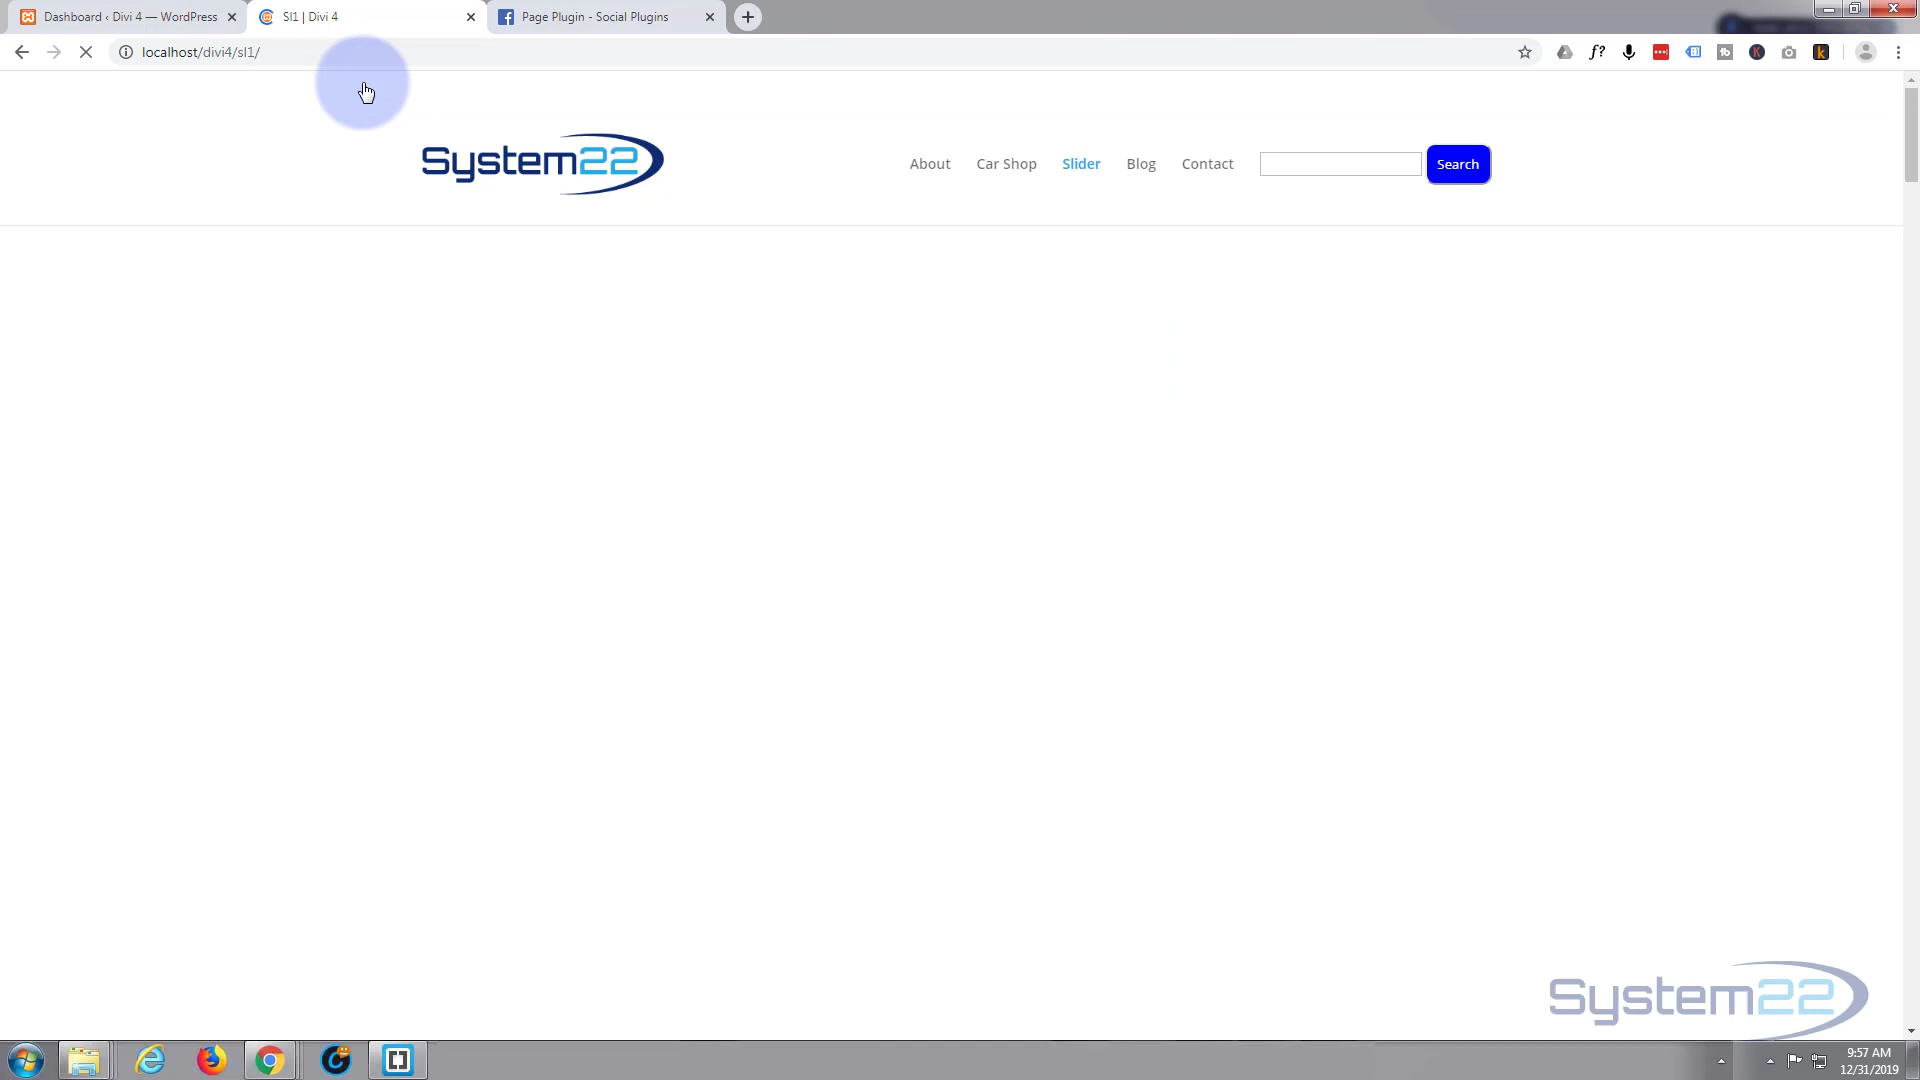 Dashboard ‹ Divi 4 — WordPress
Sl1 | Divi 4
Page Plugin - Social Plugins
localhost/divi4/sl1/
f?
System22
About
Car Shop
Slider
Blog
Contact
Search
System22
9:57 AM
12/31/2019